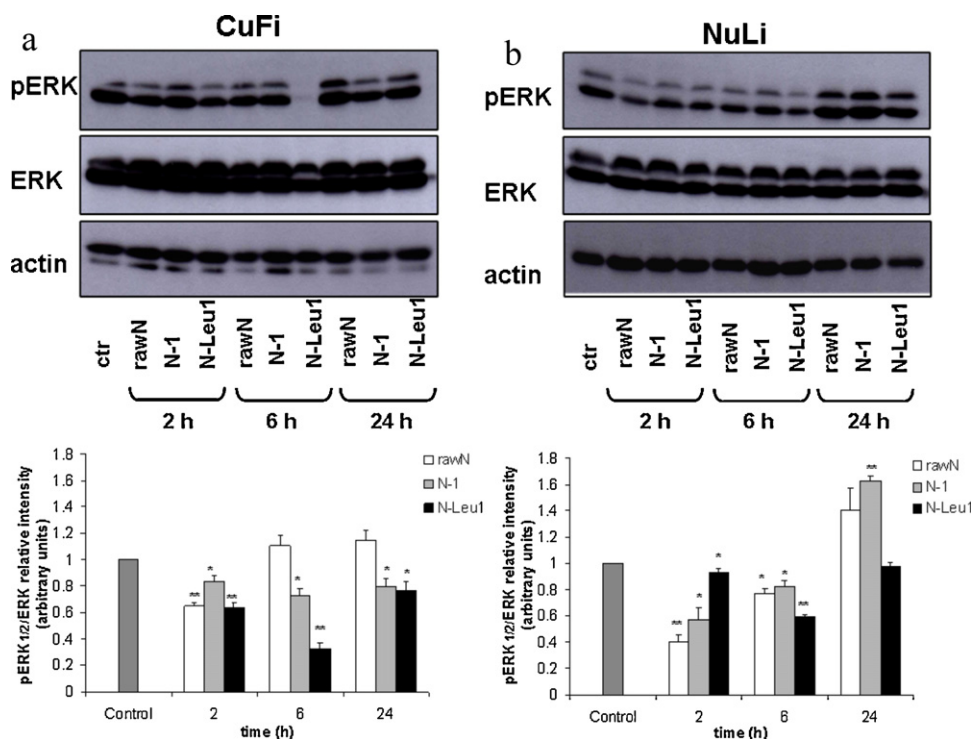 a
CuFi
pERK
ERK
actin
ctr
rawN
N-1
N-Leu1
rawN
N-1
N-Leu1
rawN
N-1
N-Leu1
2 h
6 h
24 h
pERK 1/2/ERK relative intensity
(arbitrary units)
1.8
1.6
1.4
1.2
1
0.8
0.6
0.4
0.2
0
rawN
N-1
N-Leu1
**
*
**
*
**
*
*
Control
2
6
24
time (h)
b
NuLi
pERK
ERK
actin
ctr
rawN
N-1
N-Leu1
rawN
N-1
N-Leu1
rawN
N-1
N-Leu1
2 h
6 h
24 h
pERK 1/2/ERK relative intensity
(arbitrary units)
1.8
1.6
1.4
1.2
1
0.8
0.6
0.4
0.2
0
rawN
N-1
N-Leu1
**
*
*
*
*
**
**
Control
2
6
24
time (h)